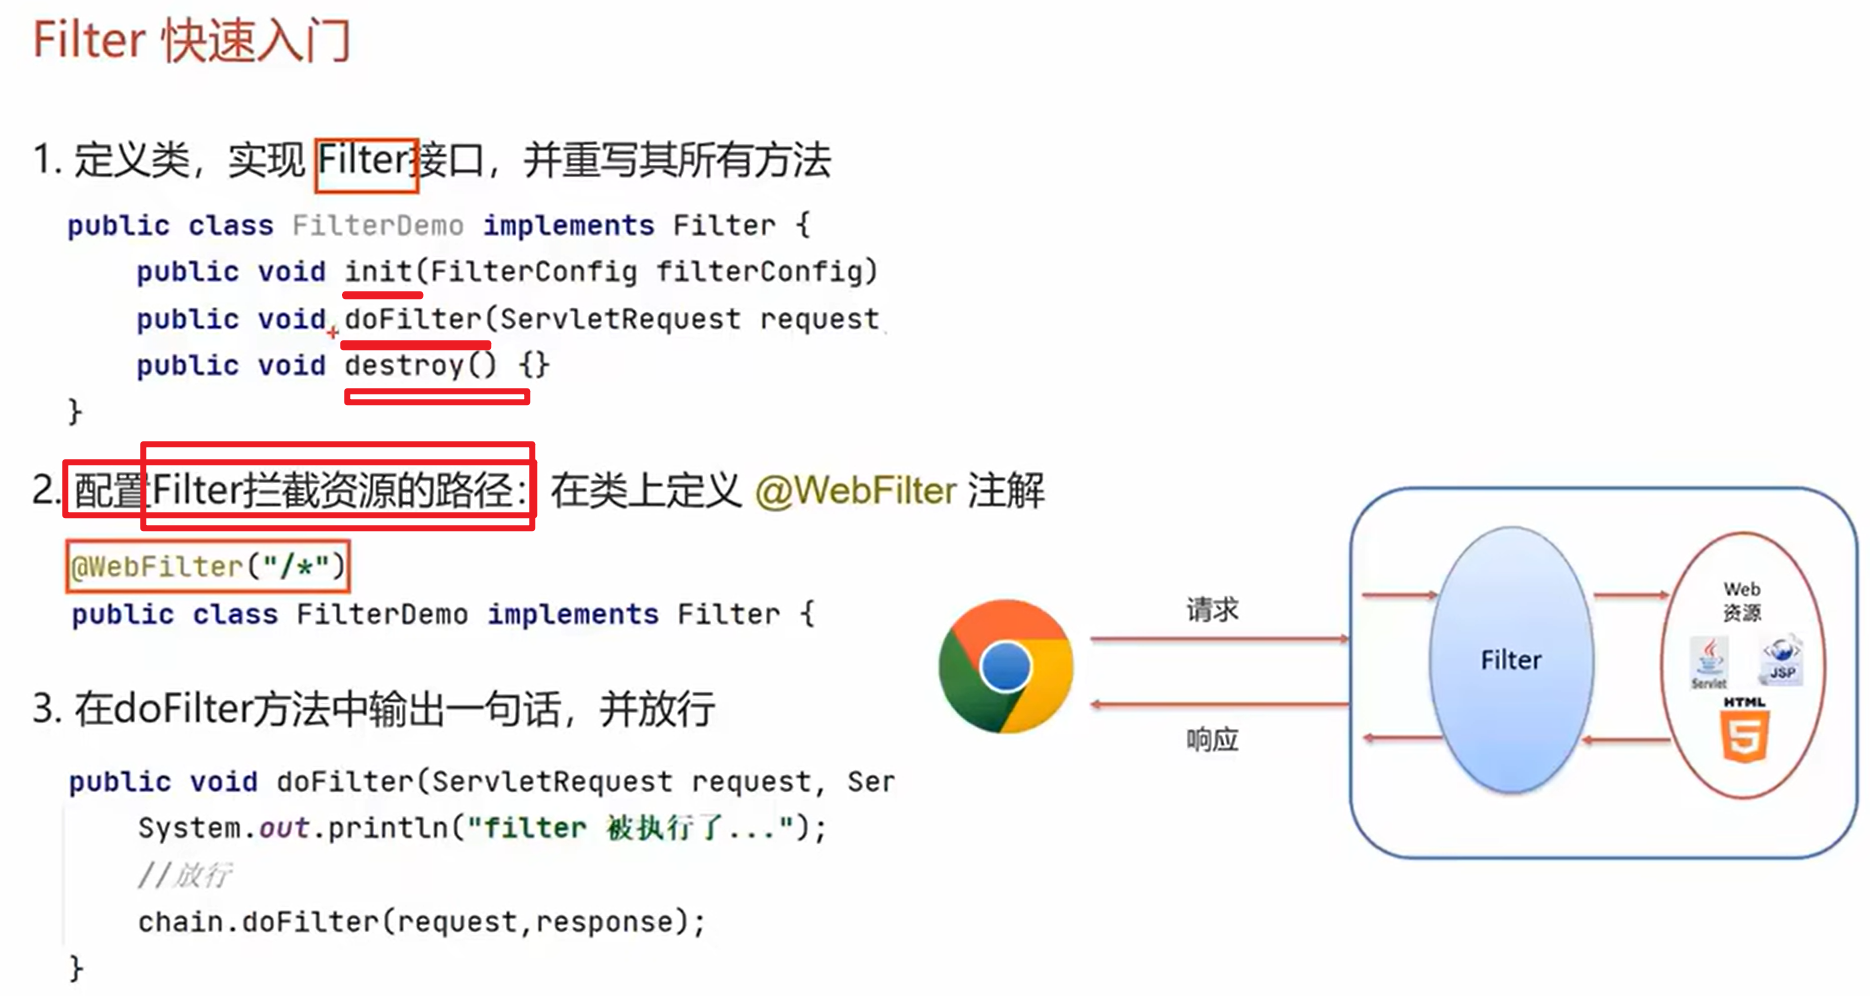 Filter 快速入门
1. 定义类，实现 Filter接口，并重写其所有方法
public class FilterDemo implements Filter {
public void init(FilterConfig filterConfig)
public void doFilter(ServletRequest request
public void destroy() {}
}
2. 配置Filter拦截资源的路径：在类上定义 @WebFilter 注解
@WebFilter("/*")
public class FilterDemo implements Filter {
3. 在doFilter方法中输出一句话，并放行
public void doFilter(ServletRequest request, Ser
System.out.println("filter 被执行了...");
//放行
chain.doFilter(request,response);
}
请求
响应
Filter
Web
资源
Servlet
JSP
HTML
5